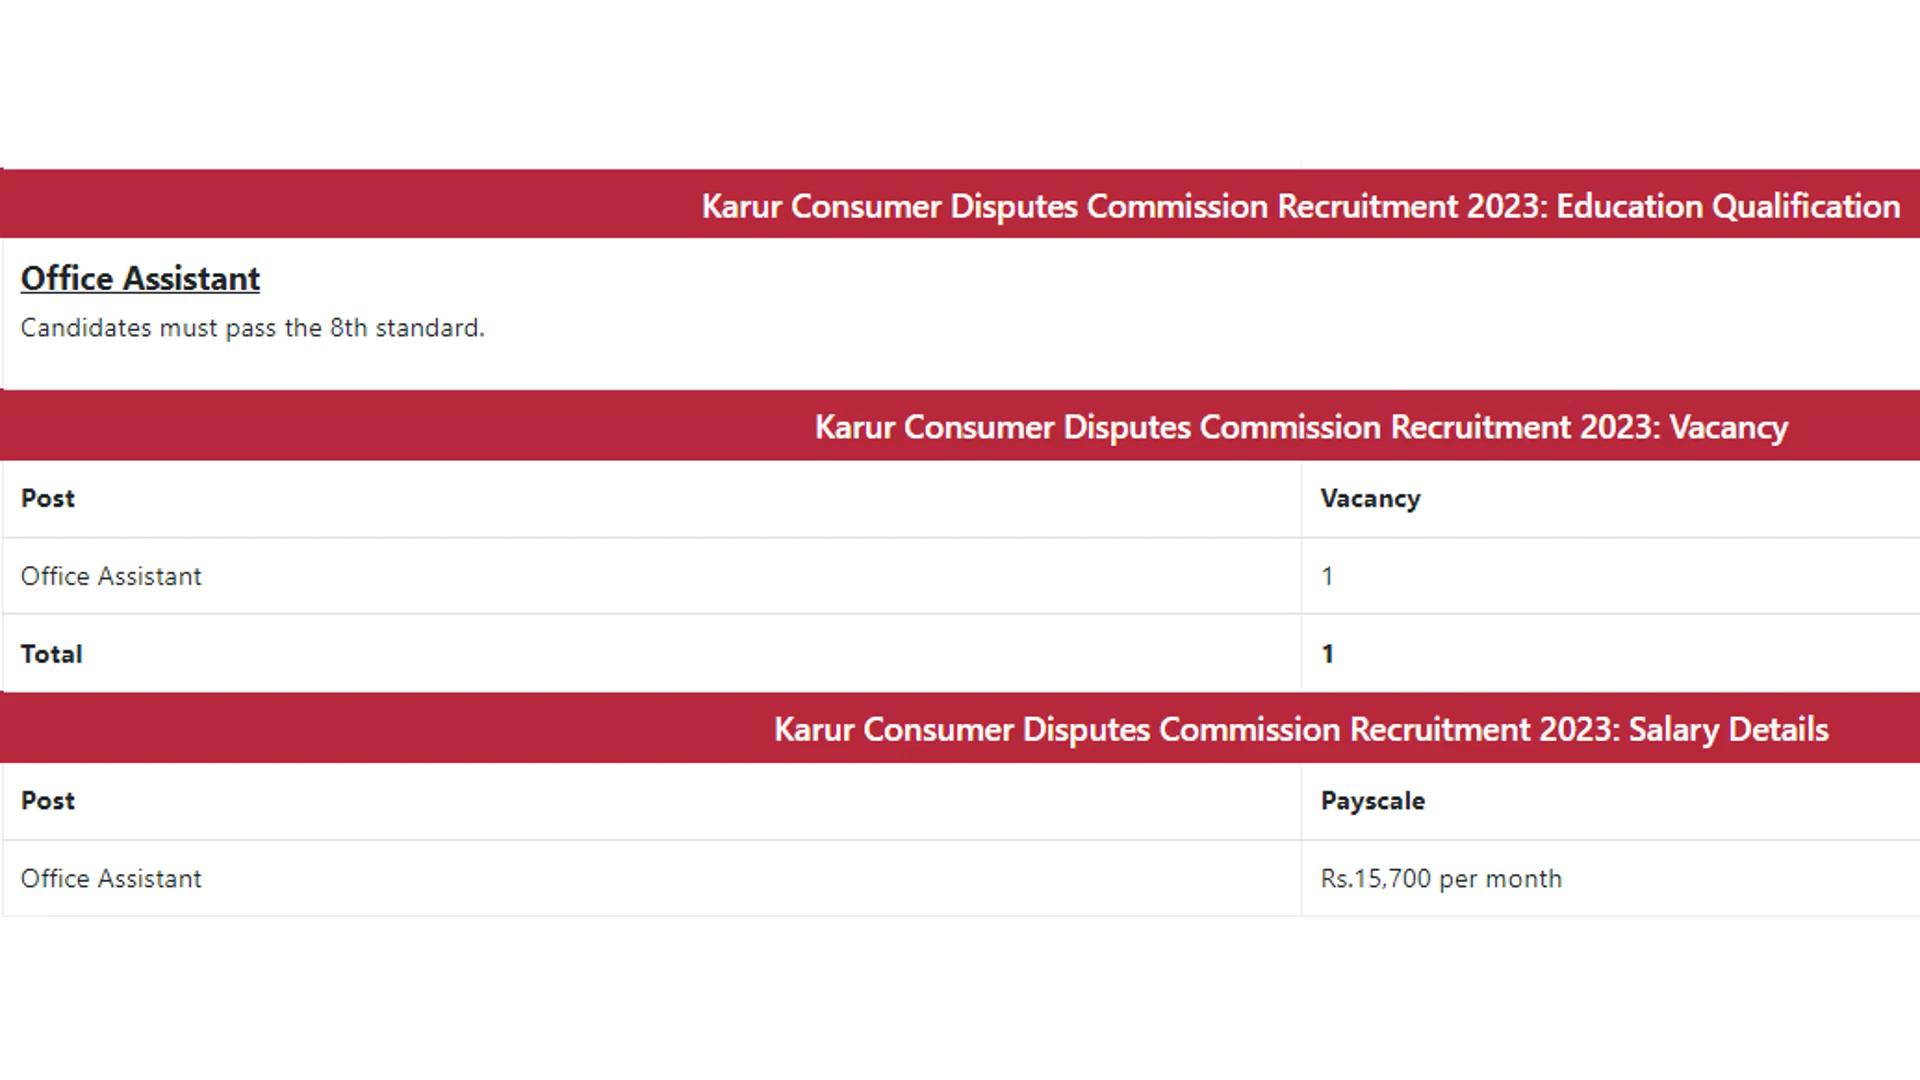 Karur Consumer Disputes Commission Recruitment 2023: Education Qualification
Office Assistant
Candidates must pass the 8th standard.
Karur Consumer Disputes Commission Recruitment 2023: Vacancy
Post Vacancy
Office Assistant 1
Total 1
Karur Consumer Disputes Commission Recruitment 2023: Salary Details
Post Payscale
Office Assistant Rs.15,700 per month